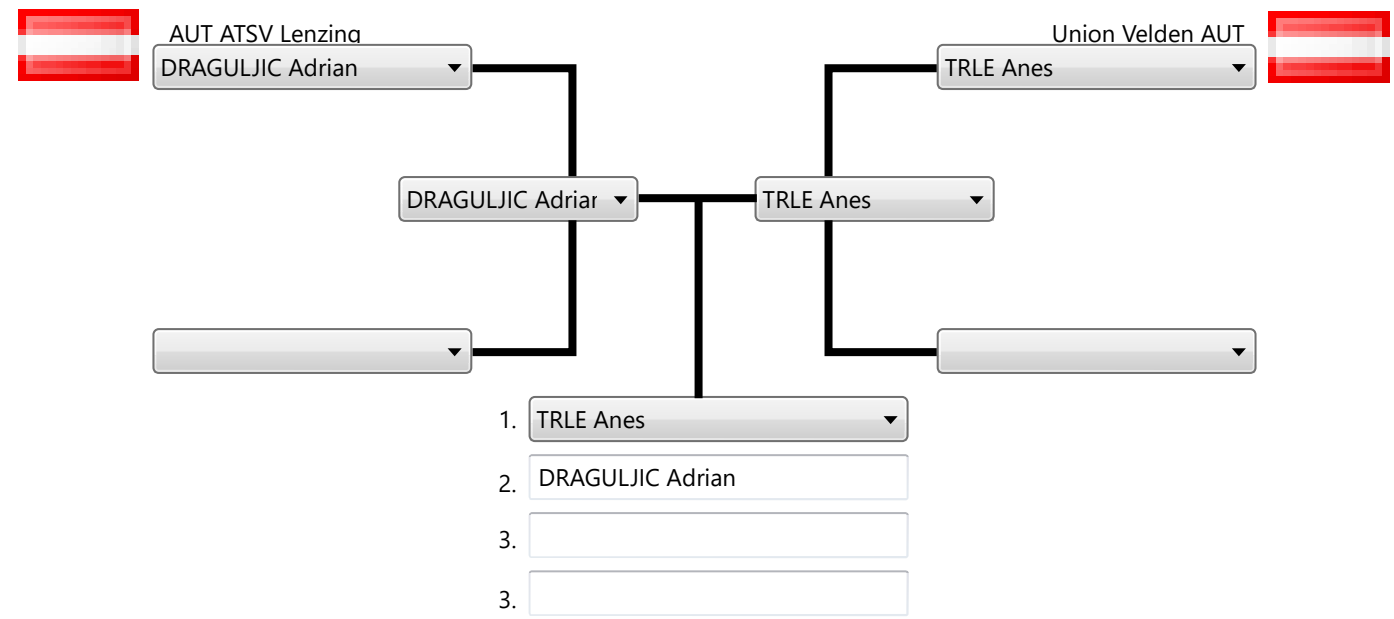 AUT ATSV Lenzing
Union Velden AUT
DRAGULJIC Adrian
TRLE Anes
DRAGULJIC Adrian
TRLE Anes
1. TRLE Anes
2. DRAGULJIC Adrian
3.
3.